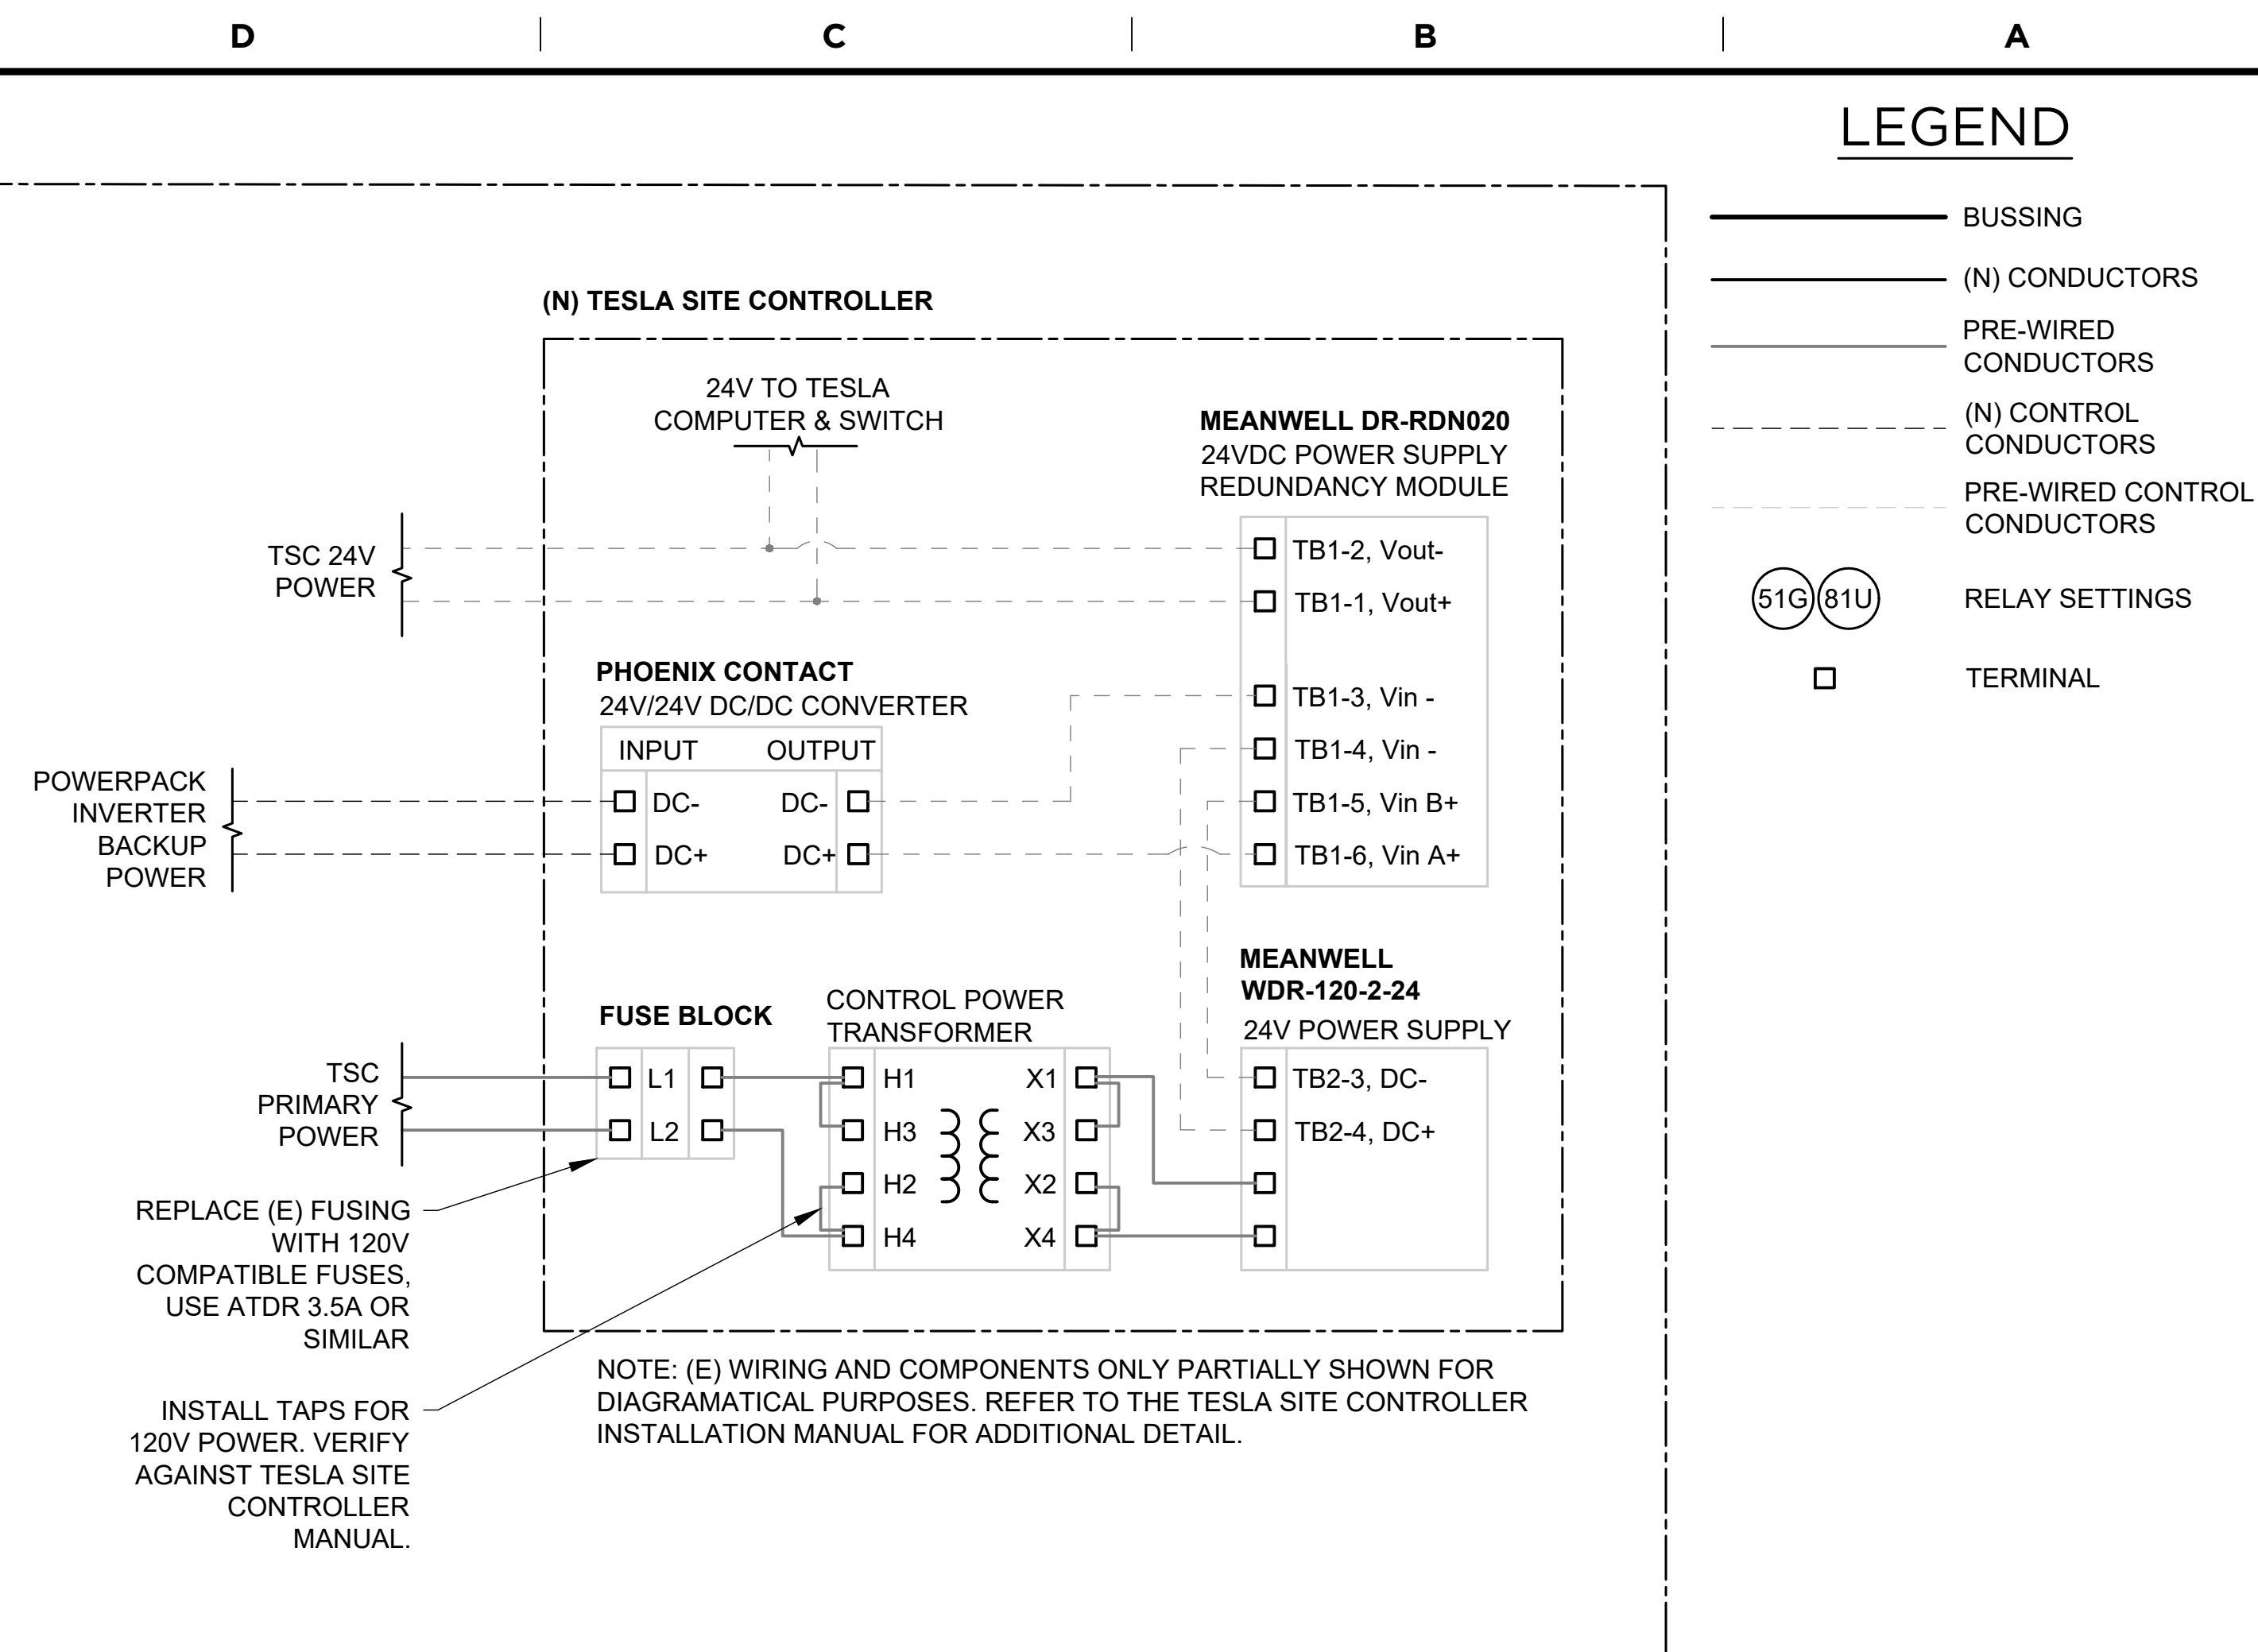 D
C
B
A
LEGEND
BUSSING
(N) CONDUCTORS
PRE-WIRED
CONDUCTORS
(N) CONTROL
CONDUCTORS
PRE-WIRED CONTROL
CONDUCTORS
51G
81U
RELAY SETTINGS
TERMINAL
(N) TESLA SITE CONTROLLER
24V TO TESLA
COMPUTER & SWITCH
MEANWELL DR-RDN020
24VDC POWER SUPPLY
REDUNDANCY MODULE
TSC 24V
POWER
TB1-2, Vout-
TB1-1, Vout+
TB1-3, Vin -
TB1-4, Vin -
TB1-5, Vin B+
TB1-6, Vin A+
PHOENIX CONTACT
24V/24V DC/DC CONVERTER
INPUT
OUTPUT
DC-
DC-
DC+
DC+
POWERPACK
INVERTER
BACKUP
POWER
MEANWELL
WDR-120-2-24
24V POWER SUPPLY
TB2-3, DC-
TB2-4, DC+
FUSE BLOCK
L1
L2
CONTROL POWER
TRANSFORMER
H1
X1
H3
X3
H2
X2
H4
X4
TSC
PRIMARY
POWER
REPLACE (E) FUSING
WITH 120V
COMPATIBLE FUSES,
USE ATDR 3.5A OR
SIMILAR
INSTALL TAPS FOR
120V POWER. VERIFY
AGAINST TESLA SITE
CONTROLLER
MANUAL.
NOTE: (E) WIRING AND COMPONENTS ONLY PARTIALLY SHOWN FOR
DIAGRAMATICAL PURPOSES. REFER TO THE TESLA SITE CONTROLLER
INSTALLATION MANUAL FOR ADDITIONAL DETAIL.